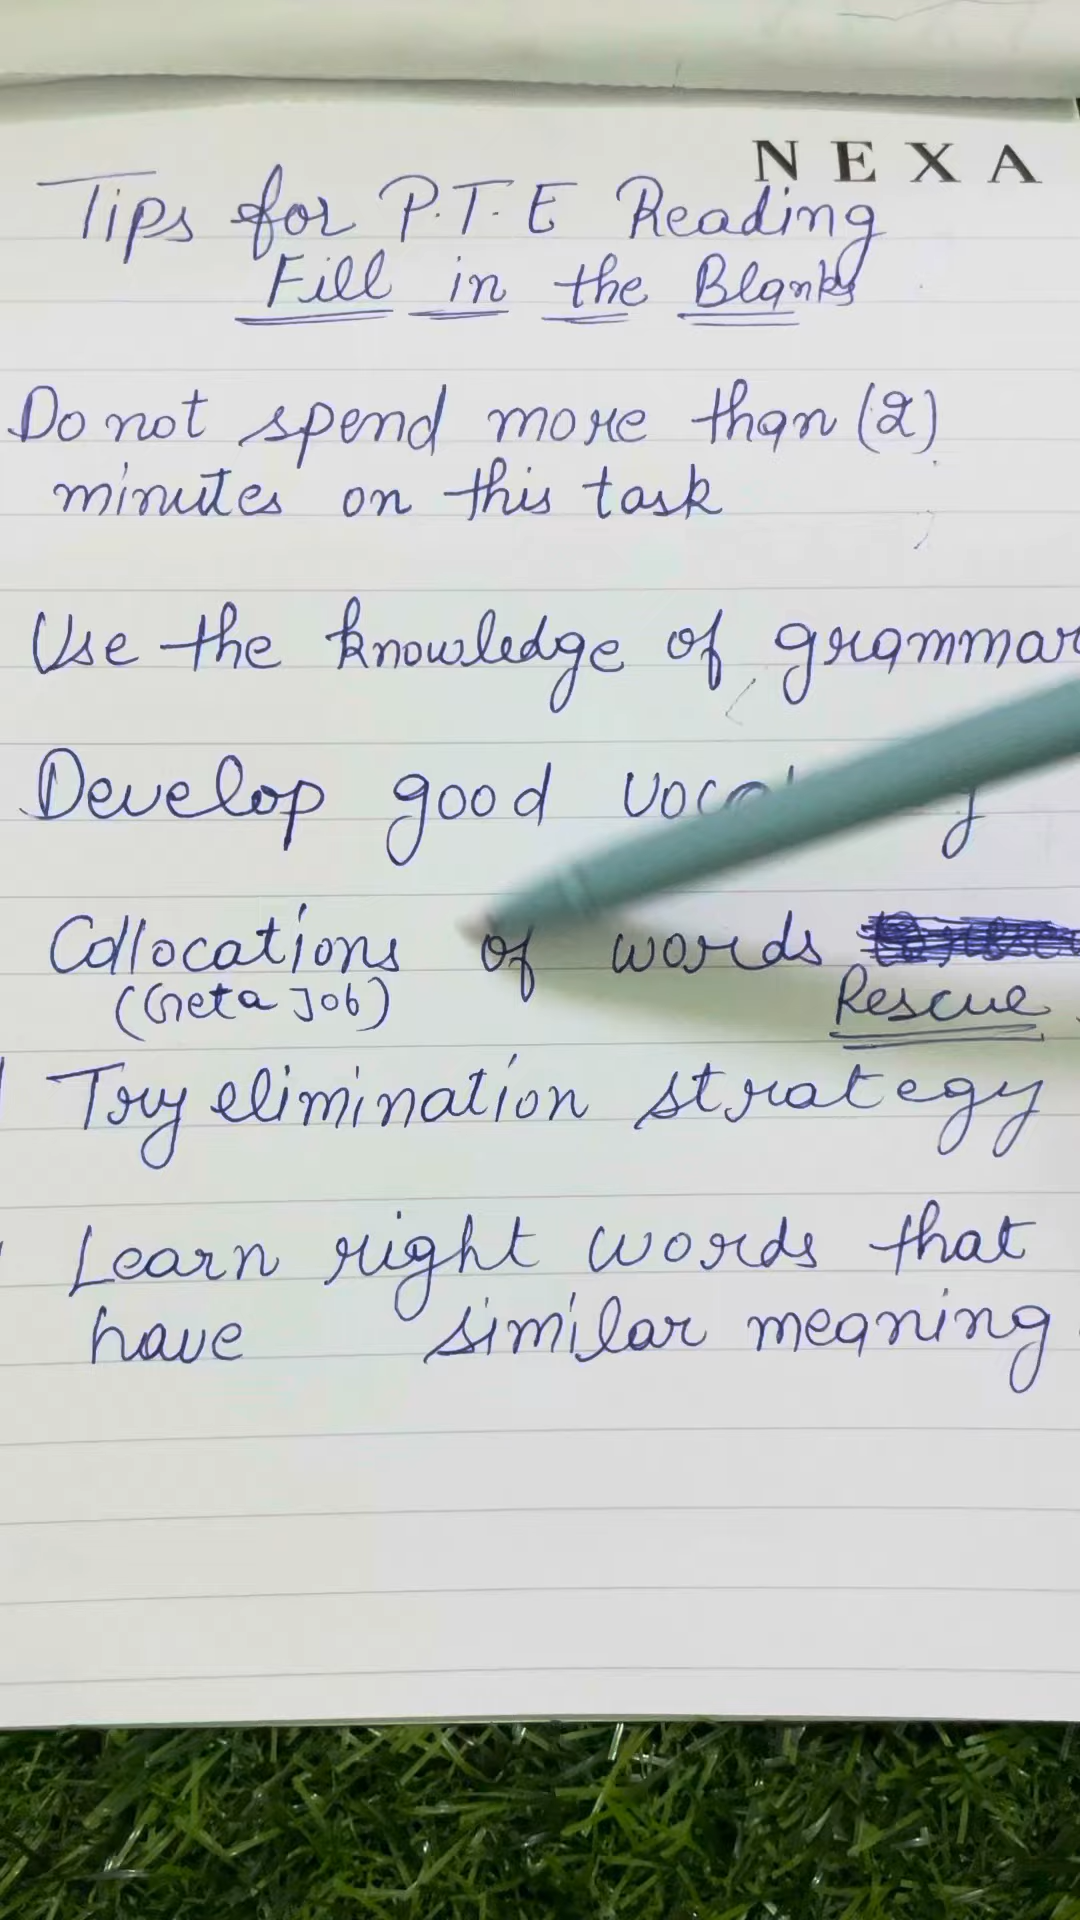 NEXA
Tips for P.T.E Reading
Fill in the Blanks
Do not spend more than (2)
minutes on this task
Use the knowledge of grammar
Develop good
Collocations of words
(Get a Job) Rescue
Try elimination strategy
Learn right words that
have similar meaning